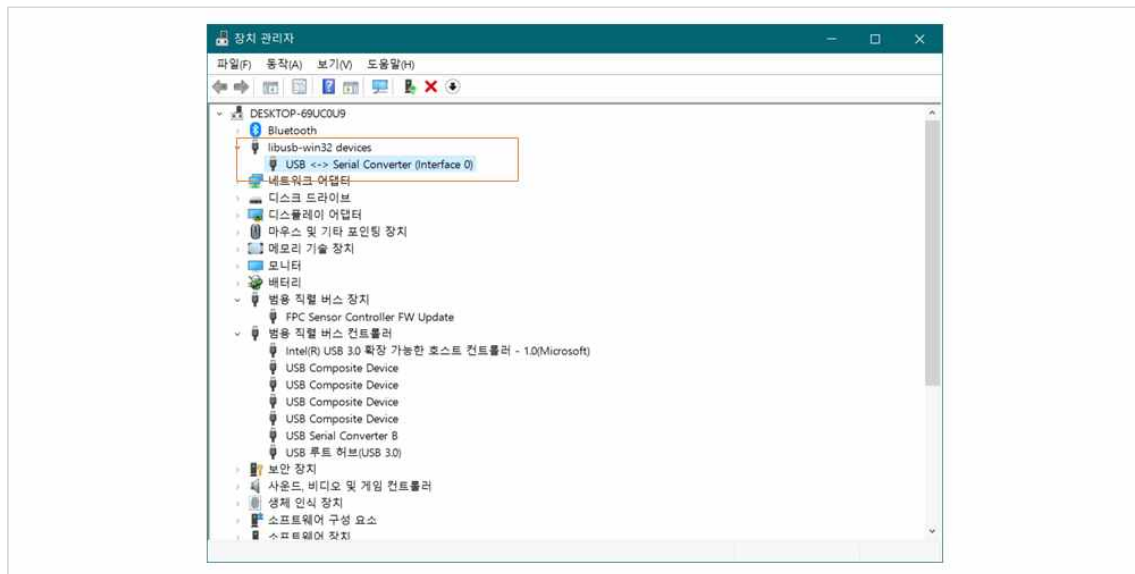 장치 관리자
파일(F) 동작(A) 보기(V) 도움말(H)
DESKTOP-69UC0U9
Bluetooth
libusb-win32 devices
USB <-> Serial Converter (Interface 0)
네트워크 어댑터
디스크 드라이브
디스플레이 어댑터
마우스 및 기타 포인팅 장치
메모리 기술 장치
모니터
배터리
범용 직렬 버스 장치
FPC Sensor Controller FW Update
범용 직렬 버스 컨트롤러
Intel(R) USB 3.0 확장 가능한 호스트 컨트롤러 - 1.0(Microsoft)
USB Composite Device
USB Composite Device
USB Composite Device
USB Composite Device
USB Serial Converter B
USB 루트 허브(USB 3.0)
보안 장치
사운드, 비디오 및 게임 컨트롤러
생체 인식 장치
소프트웨어 구성 요소
소프트웨어 장치